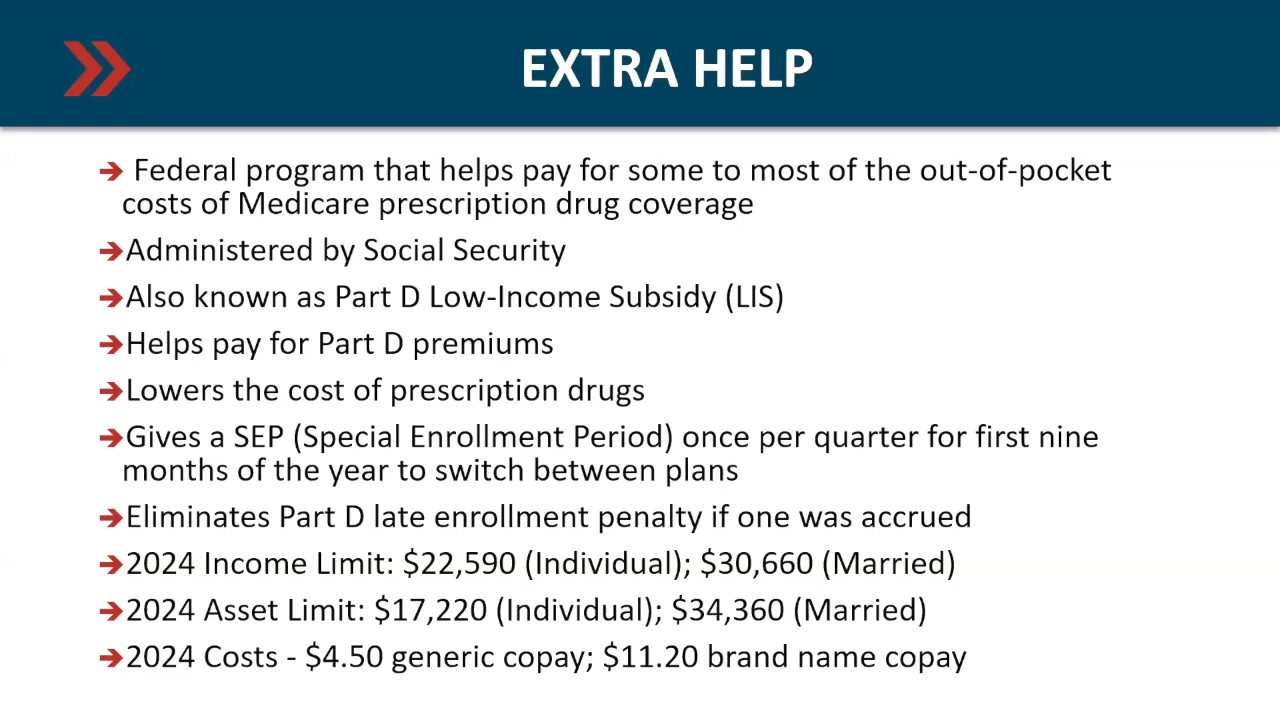 EXTRA HELP
Federal program that helps pay for some to most of the out-of-pocket
costs of Medicare prescription drug coverage
Administered by Social Security
Also known as Part D Low-Income Subsidy (LIS)
Helps pay for Part D premiums
Lowers the cost of prescription drugs
Gives a SEP (Special Enrollment Period) once per quarter for first nine
months of the year to switch between plans
Eliminates Part D late enrollment penalty if one was accrued
2024 Income Limit: $22,590 (Individual); $30,660 (Married)
2024 Asset Limit: $17,220 (Individual); $34,360 (Married)
2024 Costs - $4.50 generic copay; $11.20 brand name copay